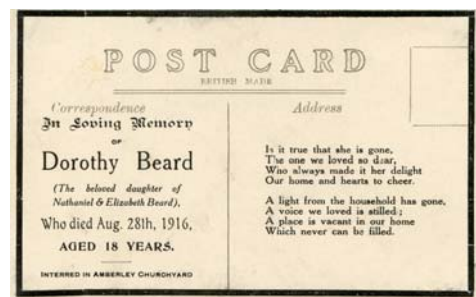 POST CARD
BRITISH MADE
Correspondence
Address
In Loving Memory
OF
Dorothy Beard
(The beloved daughter of
Nathaniel & Elizabeth Beard),
Who died Aug. 28th, 1916,
AGED 18 YEARS.
INTERRED IN AMBERLEY CHURCHYARD
Is it true that she is gone,
The one we loved so dear,
Who always made it her delight
Our home and hearts to cheer.
A light from the household has gone,
A voice we loved is stilled;
A place is vacant in our home
Which never can be filled.